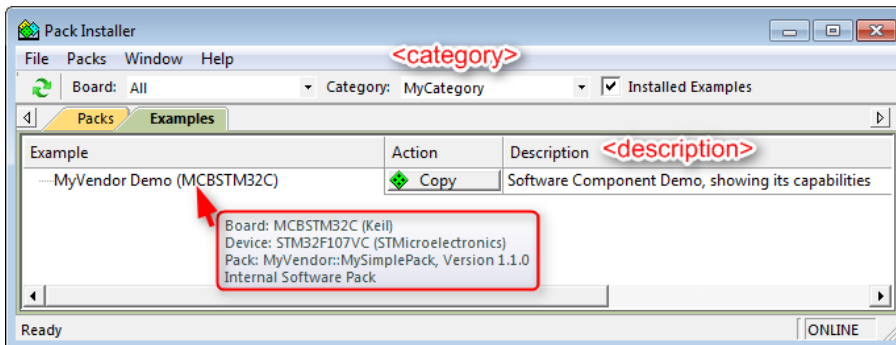 Pack Installer
File Packs Window Help
<category>
Board: All Category: MyCategory Installed Examples
Packs Examples
Example Action Description <description>
MyVendor Demo (MCBSTM32C) Copy Software Component Demo, showing its capabilities
Board: MCBSTM32C (Keil)
Device: STM32F107VC (STMicroelectronics)
Pack: MyVendor::MySimplePack, Version 1.1.0
Internal Software Pack
Ready ONLINE